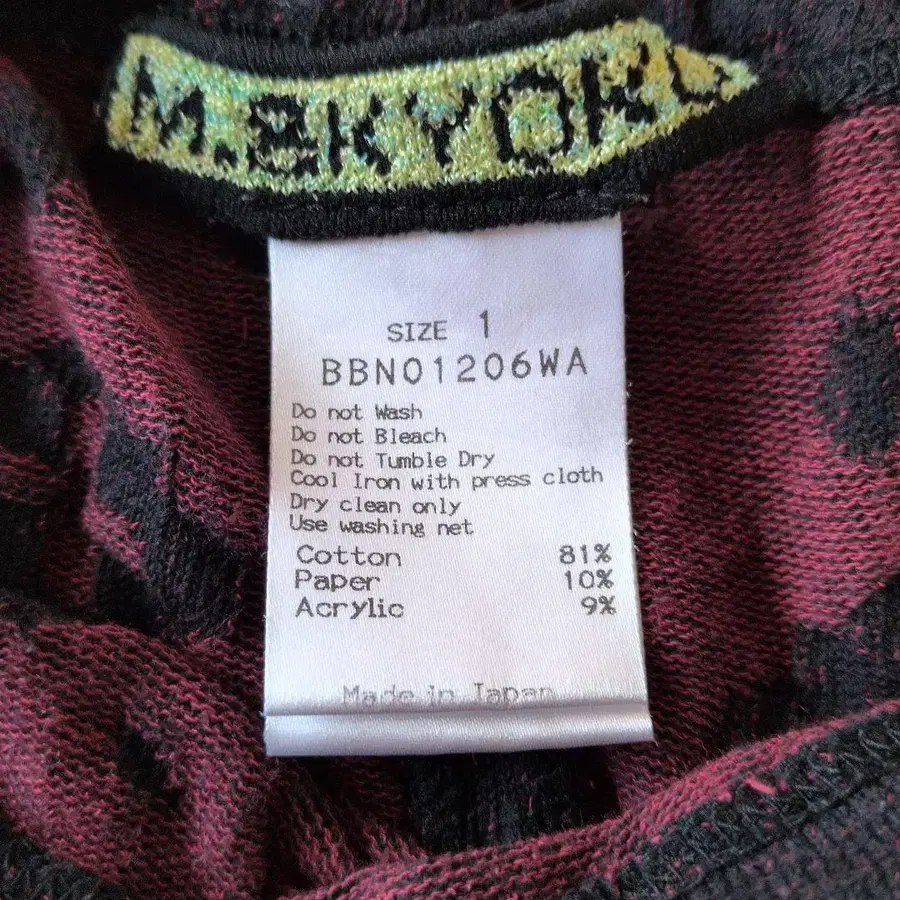 M.&KYOKO
SIZE 1
BBN01206WA
Do not Wash
Do not Bleach
Do not Tumble Dry
Cool Iron with press cloth
Dry clean only
Use washing net
Cotton 81%
Paper 10%
Acrylic 9%
Made in Japan